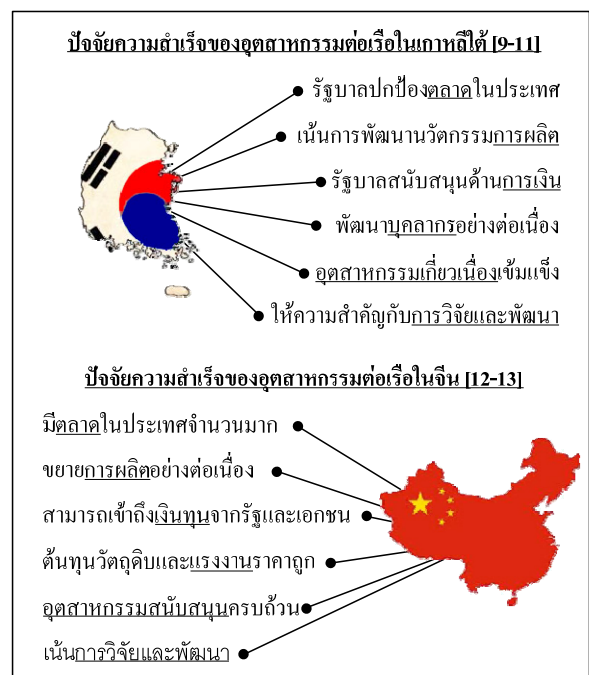 ปัจจัยความสำเร็จของอุตสาหกรรมต่อเรือในเกาหลีใต้ [9-11]
รัฐบาลปกป้องตลาดในประเทศ
เน้นการพัฒนานวัตกรรมการผลิต
รัฐบาลสนับสนุนด้านการเงิน
พัฒนาบุคลากรอย่างต่อเนื่อง
อุตสาหกรรมเกี่ยวเนื่องเข้มแข็ง
ให้ความสำคัญกับการวิจัยและพัฒนา
ปัจจัยความสำเร็จของอุตสาหกรรมต่อเรือในจีน [12-13]
มีตลาดในประเทศจำนวนมาก
ขยายการผลิตอย่างต่อเนื่อง
สามารถเข้าถึงเงินทุนจากรัฐและเอกชน
ต้นทุนวัตถุดิบและแรงงานราคาถูก
อุตสาหกรรมสนับสนุนครบถ้วน
เน้นการวิจัยและพัฒนา